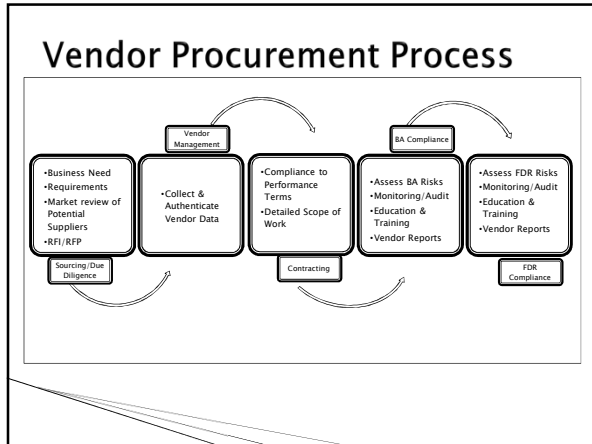 Vendor Procurement Process
•Business Need
•Requirements
•Market review of
Potential
Suppliers
•RFI/RFP
Sourcing/Due
Diligence
Vendor
Management
•Collect &
Authenticate
Vendor Data
•Compliance to
Performance
Terms
•Detailed Scope of
Work
Contracting
BA Compliance
•Assess BA Risks
•Monitoring/Audit
•Education &
Training
•Vendor Reports
•Assess FDR Risks
•Monitoring/Audit
•Education &
Training
•Vendor Reports
FDR
Compliance